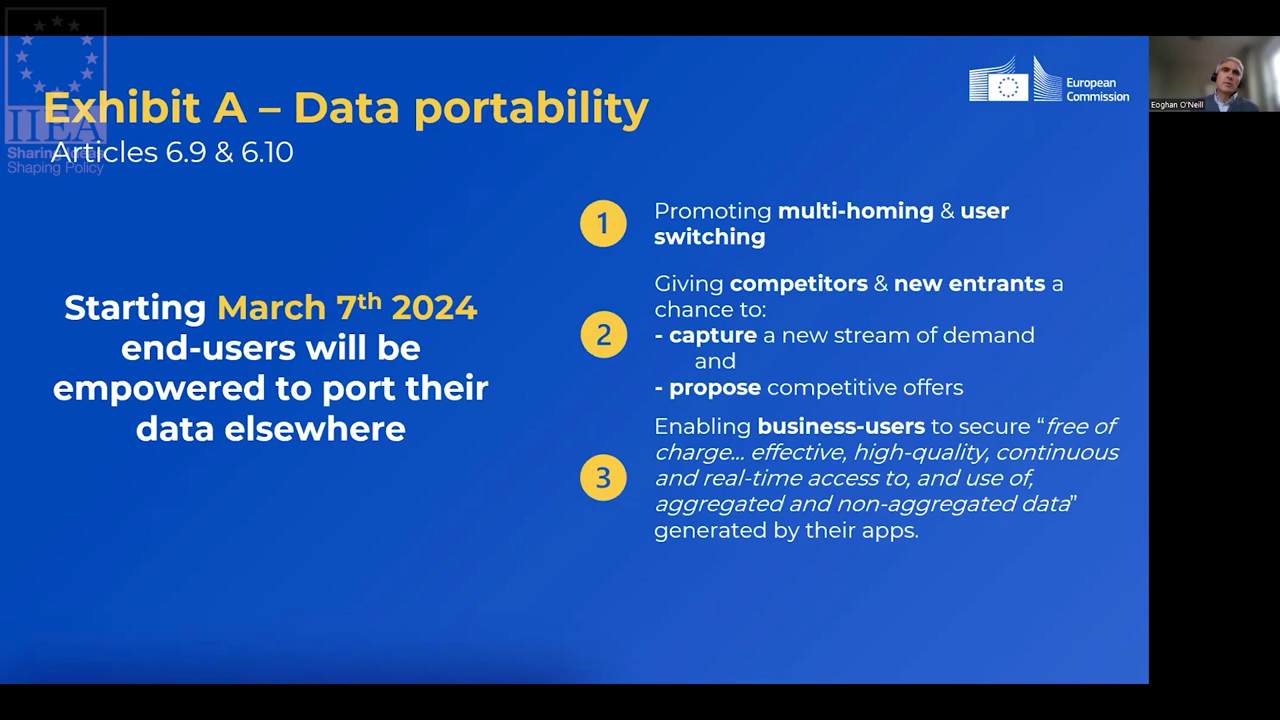 Exhibit A – Data portability
Articles 6.9 & 6.10
IIEA
Sharing Ideas
Shaping Policy
European
Commission
Eoghan O'Neill
Starting March 7th 2024
end-users will be
empowered to port their
data elsewhere
1
Promoting multi-homing & user
switching
2
Giving competitors & new entrants a
chance to:
- capture a new stream of demand
and
- propose competitive offers
3
Enabling business-users to secure “free of
charge... effective, high-quality, continuous
and real-time access to, and use of,
aggregated and non-aggregated data”
generated by their apps.